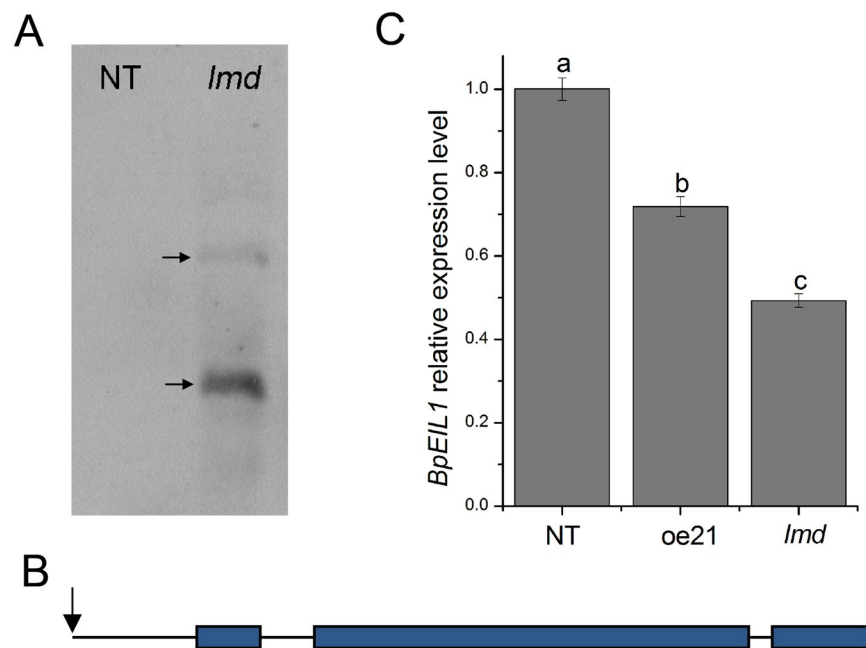 A
NT lmd
C
BpEIL1 relative expression level
1.0
0.8
0.6
0.4
0.2
0.0
a
b
c
NT oe21 lmd
B